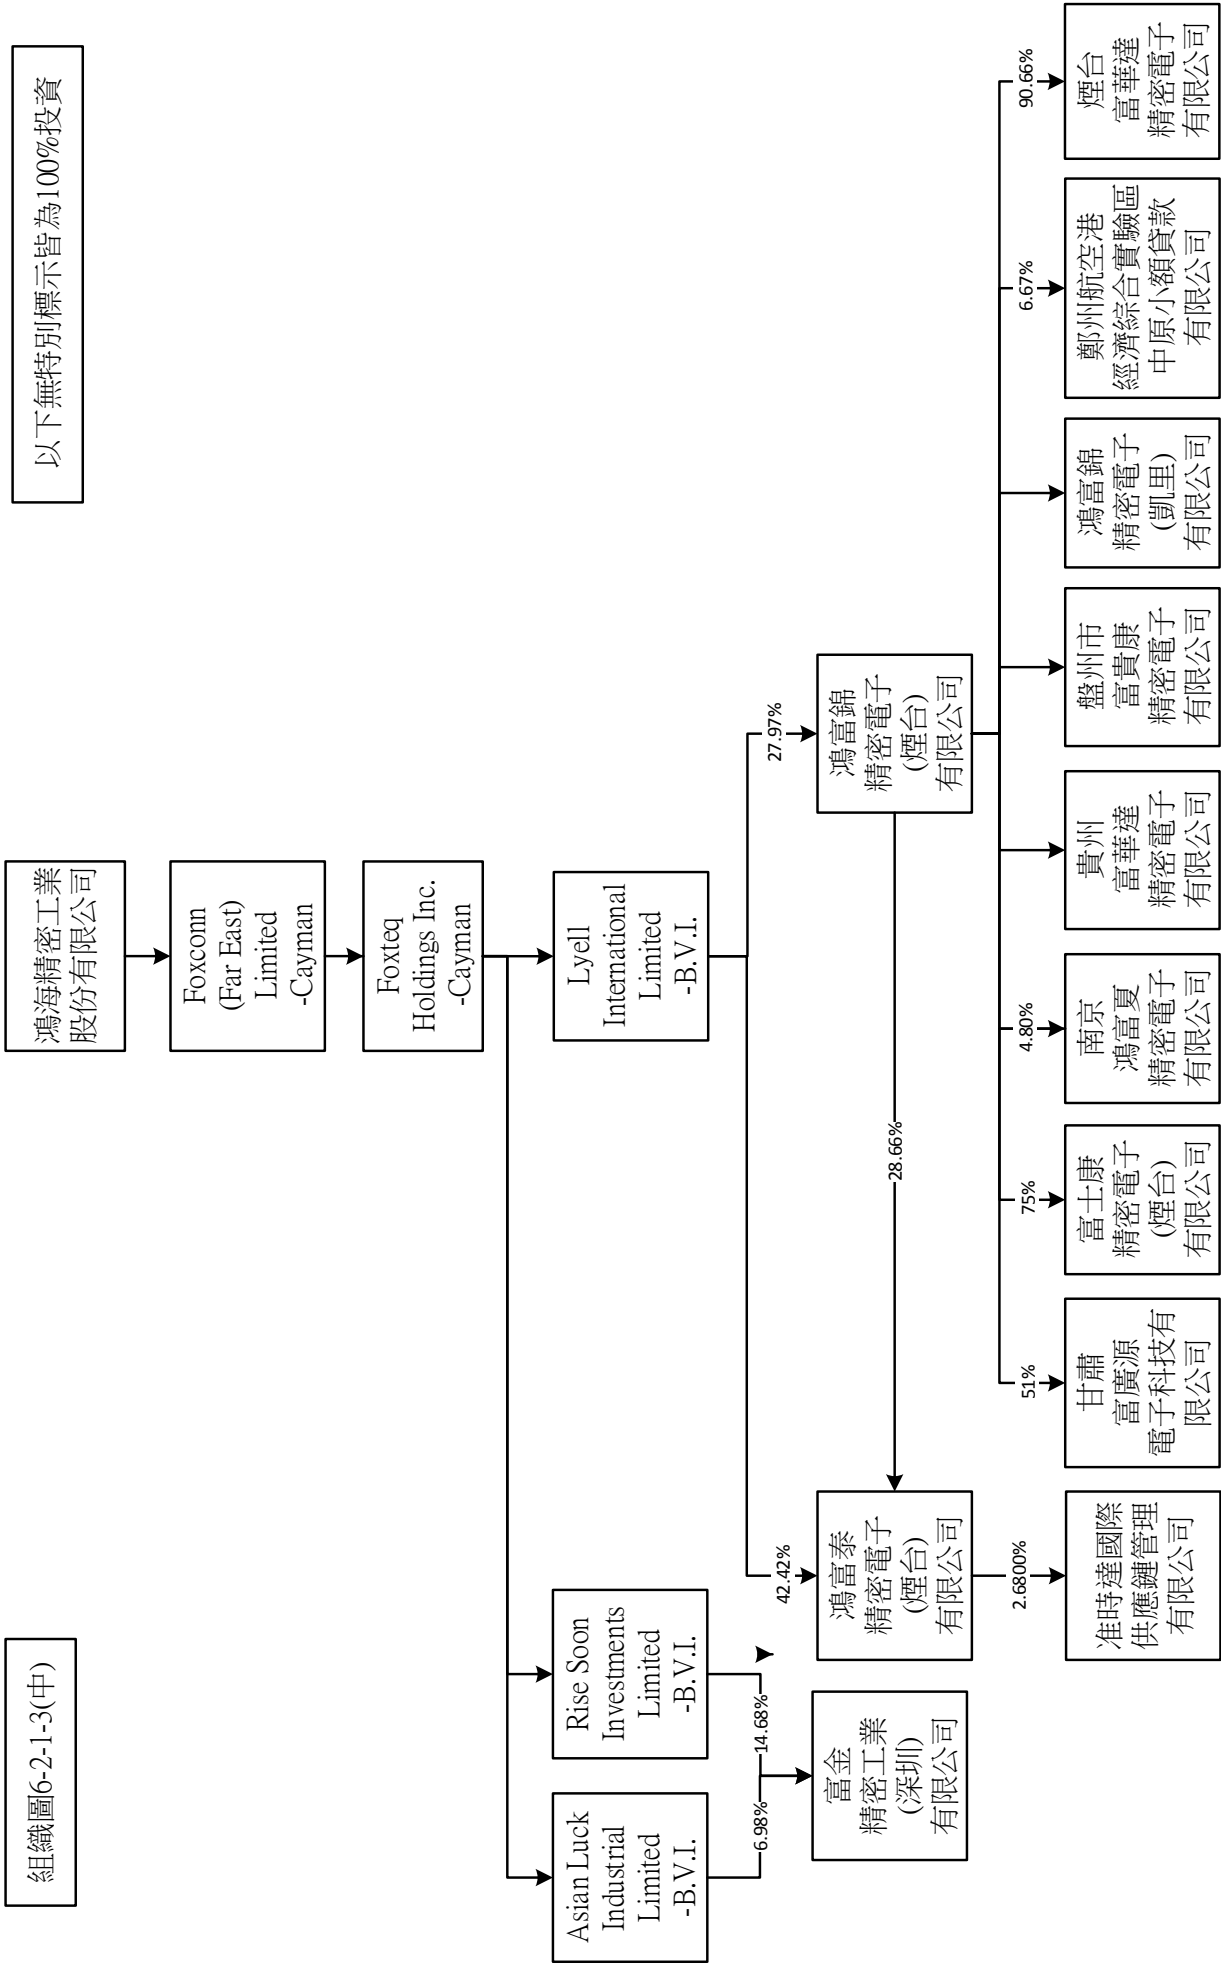 組織圖6-2-1-3(中)
以下無特別標示皆為100%投資
鴻海精密工業
股份有限公司
Foxconn
(Far East)
Limited
-Cayman
Foxteq
Holdings Inc.
-Cayman
Asian Luck
Industrial
Limited
-B.V.I.
Rise Soon
Investments
Limited
-B.V.I.
Lyell
International
Limited
-B.V.I.
6.98%
14.68%
42.42%
27.97%
富金
精密工業
(深圳)
有限公司
鴻富泰
精密電子
(煙台)
有限公司
28.66%
鴻富錦
精密電子
(煙台)
有限公司
2.6800%
51%
75%
4.80%
6.67%
90.66%
准時達國際
供應鏈管理
有限公司
甘肅
富廣源
電子科技有
限公司
富士康
精密電子
(煙台)
有限公司
南京
鴻富夏
精密電子
有限公司
貴州
富華達
精密電子
有限公司
盤州市
富貴康
精密電子
有限公司
鴻富錦
精密電子
(凱里)
有限公司
鄭州航空港
經濟綜合實驗區
中原小額貸款
有限公司
煙台
富華達
精密電子
有限公司